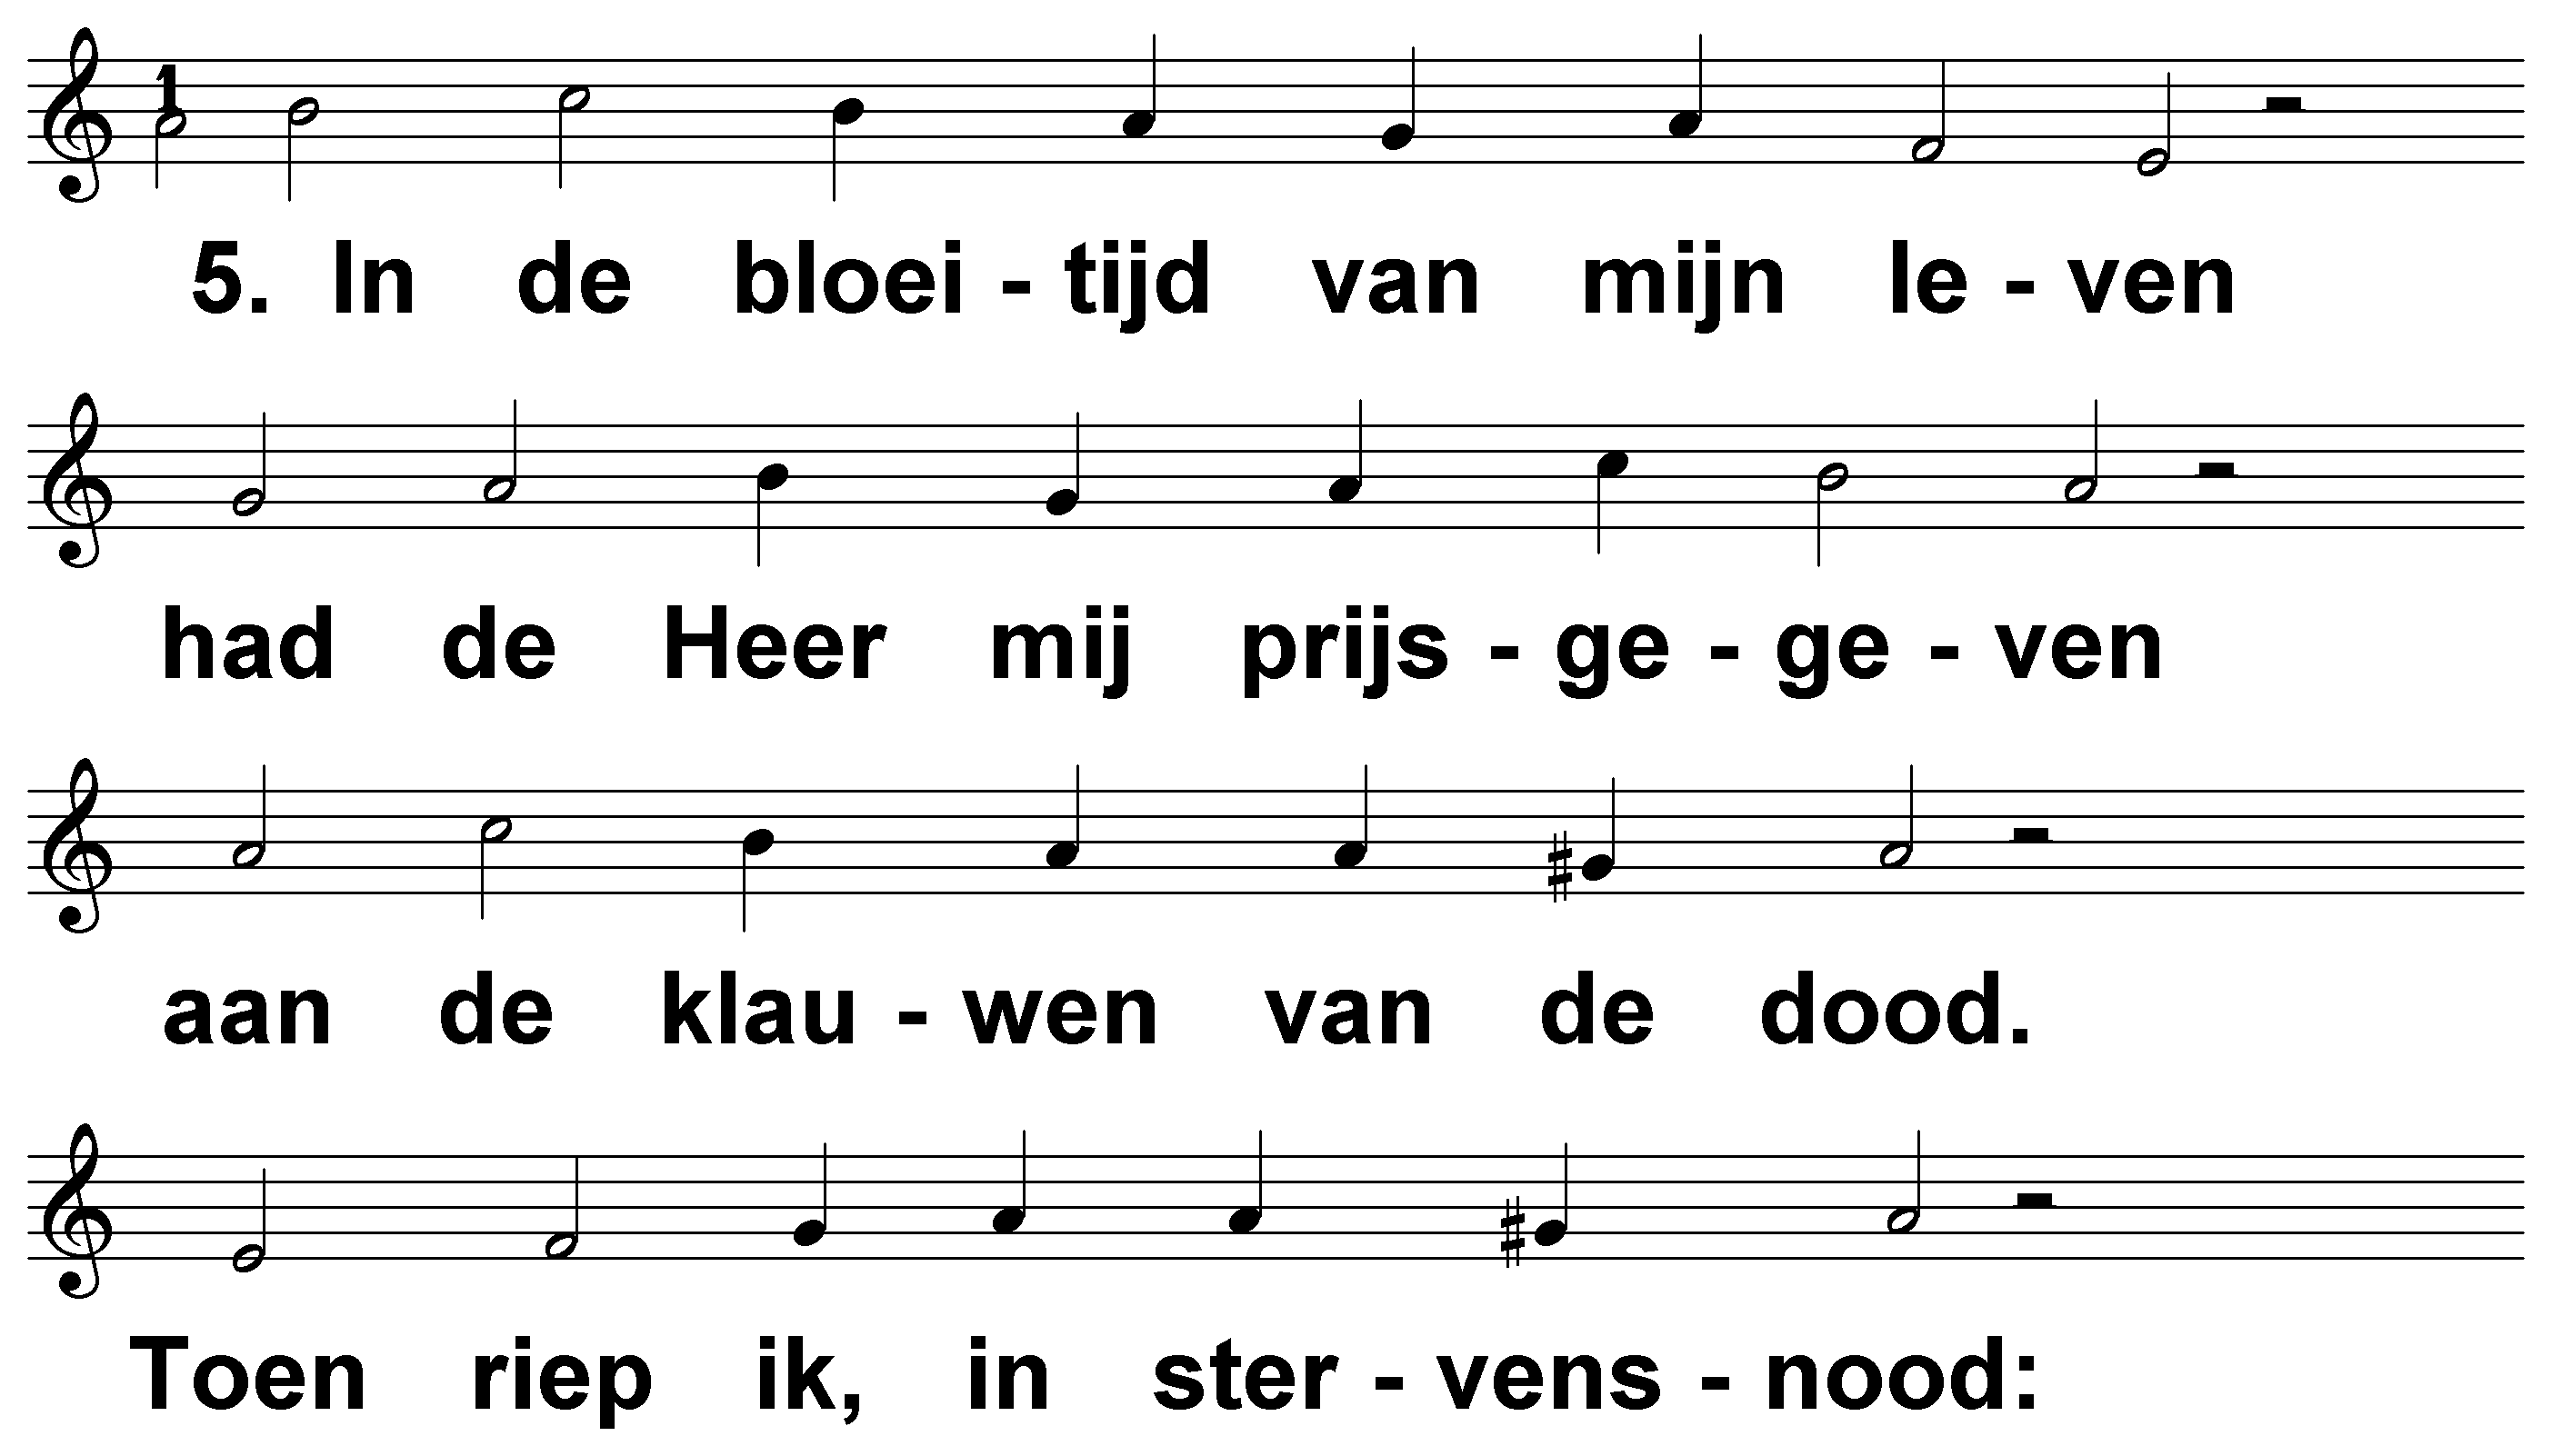 1
5. In de bloei - tijd van mijn le - ven
had de Heer mij prijs - ge - ge - ven
aan de klau - wen van de dood.
Toen riep ik, in ster - vens - nood: